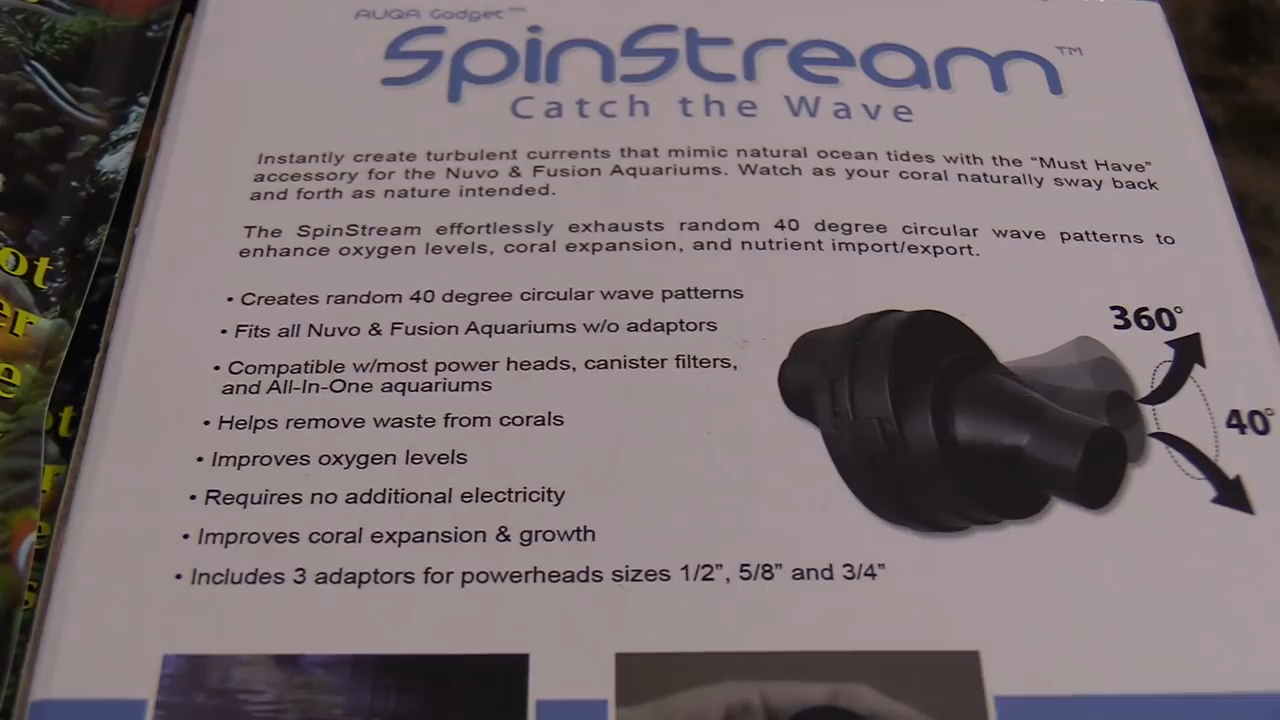 AUQA Gadget™
SpinStream™
Catch the Wave
Instantly create turbulent currents that mimic natural ocean tides with the “Must Have”
accessory for the Nuvo & Fusion Aquariums. Watch as your coral naturally sway back
and forth as nature intended.
The SpinStream effortlessly exhausts random 40 degree circular wave patterns to
enhance oxygen levels, coral expansion, and nutrient import/export.
• Creates random 40 degree circular wave patterns
• Fits all Nuvo & Fusion Aquariums w/o adaptors
• Compatible w/most power heads, canister filters,
and All-In-One aquariums
• Helps remove waste from corals
• Improves oxygen levels
• Requires no additional electricity
• Improves coral expansion & growth
• Includes 3 adaptors for powerheads sizes 1/2”, 5/8” and 3/4”
360°
40°